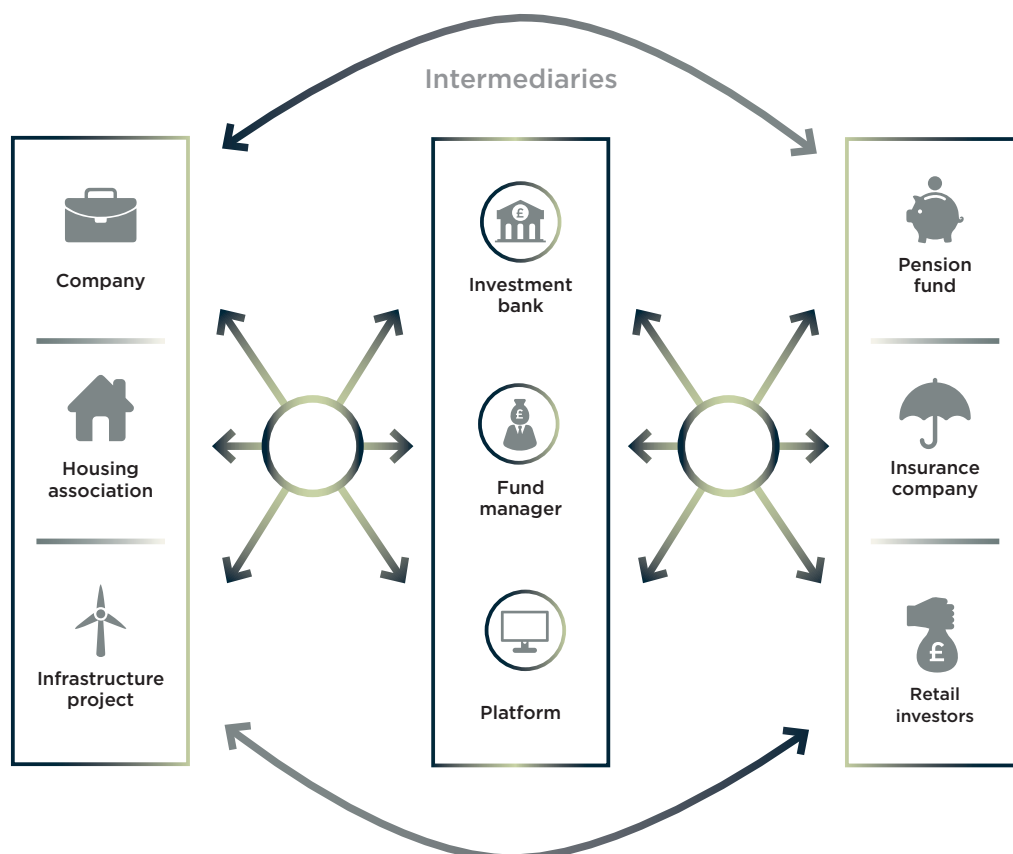 Intermediaries
Company
Housing
association
Infrastructure
project
£
Investment
bank
£
Fund
manager
Platform
Pension
fund
Insurance
company
£
Retail
investors